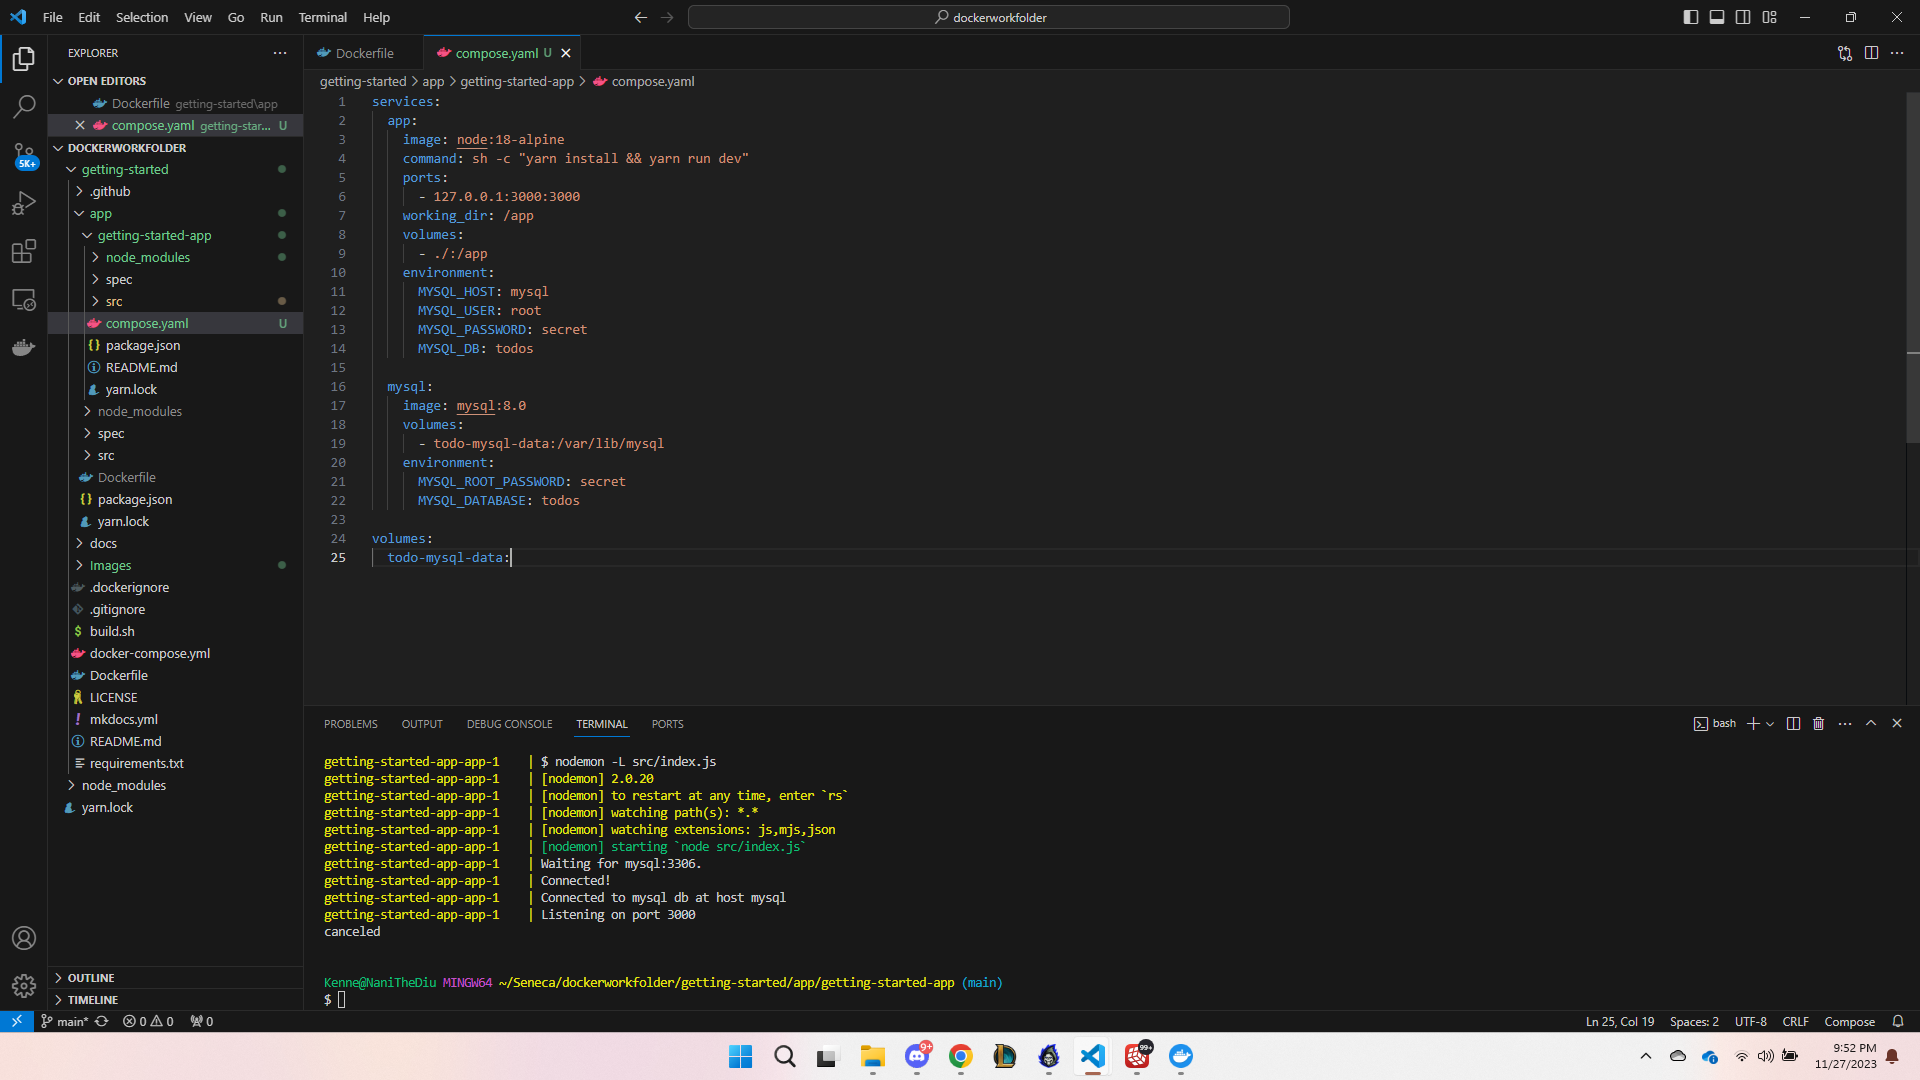 File Edit Selection View Go Run Terminal Help
dockerworkfolder
EXPLORER
OPEN EDITORS
Dockerfile getting-started\app
compose.yaml getting-star... U
DOCKERWORKFOLDER
getting-started
.github
app
getting-started-app
node_modules
spec
src
compose.yaml U
package.json
README.md
yarn.lock
node_modules
spec
src
Dockerfile
package.json
yarn.lock
docs
Images
.dockerignore
.gitignore
build.sh
docker-compose.yml
Dockerfile
LICENSE
mkdocs.yml
README.md
requirements.txt
node_modules
yarn.lock
OUTLINE
TIMELINE
5K+
Dockerfile
compose.yaml U
getting-started > app > getting-started-app > compose.yaml
1 services:
2 app:
3 image: node:18-alpine
4 command: sh -c "yarn install && yarn run dev"
5 ports:
6 - 127.0.0.1:3000:3000
7 working_dir: /app
8 volumes:
9 - ./:/app
10 environment:
11 MYSQL_HOST: mysql
12 MYSQL_USER: root
13 MYSQL_PASSWORD: secret
14 MYSQL_DB: todos
15
16 mysql:
17 image: mysql:8.0
18 volumes:
19 - todo-mysql-data:/var/lib/mysql
20 environment:
21 MYSQL_ROOT_PASSWORD: secret
22 MYSQL_DATABASE: todos
23
24 volumes:
25 todo-mysql-data:
PROBLEMS OUTPUT DEBUG CONSOLE TERMINAL PORTS
bash
getting-started-app-app-1 | $ nodemon -L src/index.js
getting-started-app-app-1 | [nodemon] 2.0.20
getting-started-app-app-1 | [nodemon] to restart at any time, enter `rs`
getting-started-app-app-1 | [nodemon] watching path(s): *.*
getting-started-app-app-1 | [nodemon] watching extensions: js,mjs,json
getting-started-app-app-1 | [nodemon] starting `node src/index.js`
getting-started-app-app-1 | Waiting for mysql:3306.
getting-started-app-app-1 | Connected!
getting-started-app-app-1 | Connected to mysql db at host mysql
getting-started-app-app-1 | Listening on port 3000
canceled
Kenne@NaniTheDiu MINGW64 ~/Seneca/dockerworkfolder/getting-started/app/getting-started-app (main)
$
main* 0 0 0
Ln 25, Col 19 Spaces: 2 UTF-8 CRLF Compose
9+
99+
9:52 PM
11/27/2023